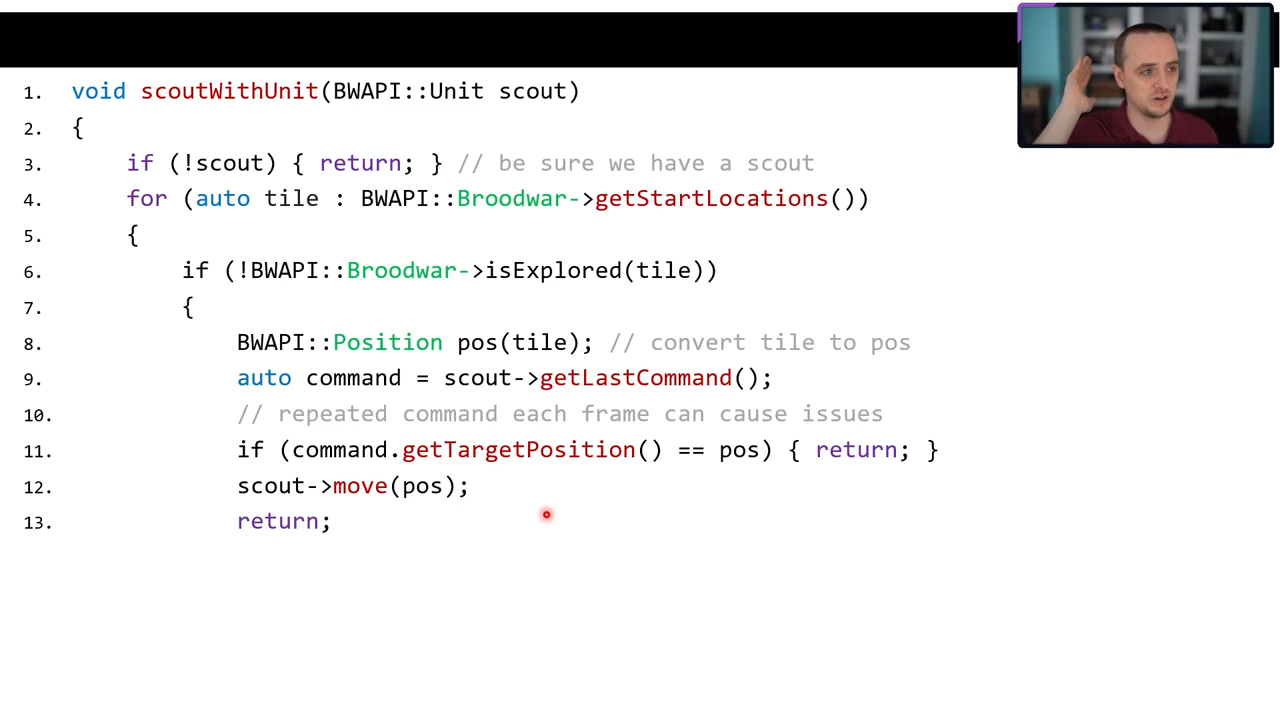 1. void scoutWithUnit(BWAPI::Unit scout)
2. {
3. if (!scout) { return; } // be sure we have a scout
4. for (auto tile : BWAPI::Broodwar->getStartLocations())
5. {
6. if (!BWAPI::Broodwar->isExplored(tile))
7. {
8. BWAPI::Position pos(tile); // convert tile to pos
9. auto command = scout->getLastCommand();
10. // repeated command each frame can cause issues
11. if (command.getTargetPosition() == pos) { return; }
12. scout->move(pos);
13. return;